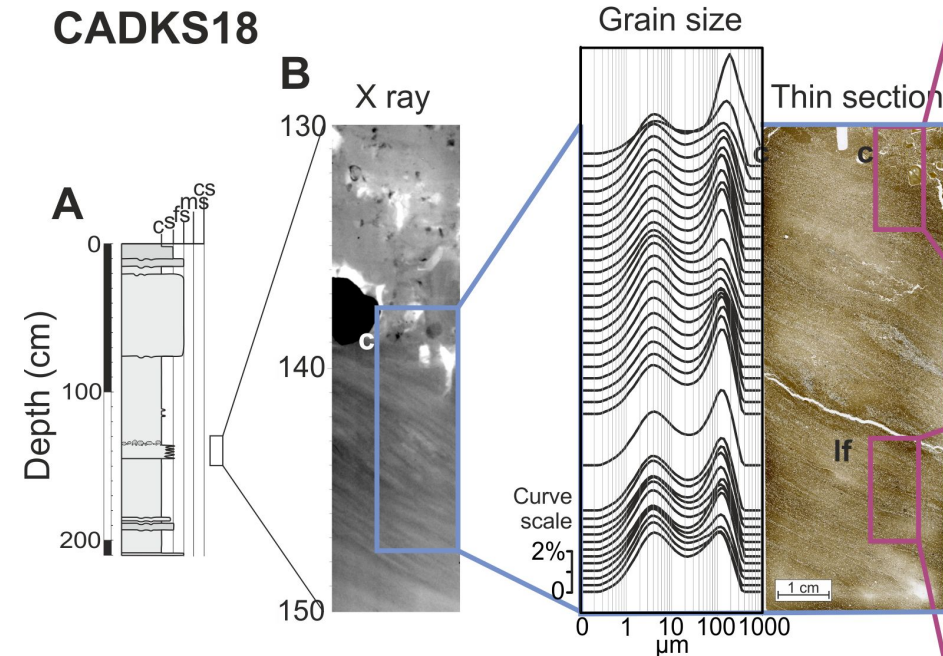 CADKS18
Grain size
B
X ray
Thin section
130
A
cs
fs
ms
cs
c
c
0
Depth (cm)
100
200
c
140
150
lf
Curve
scale
2%
0
1 cm
0 1 10 100 1000
µm